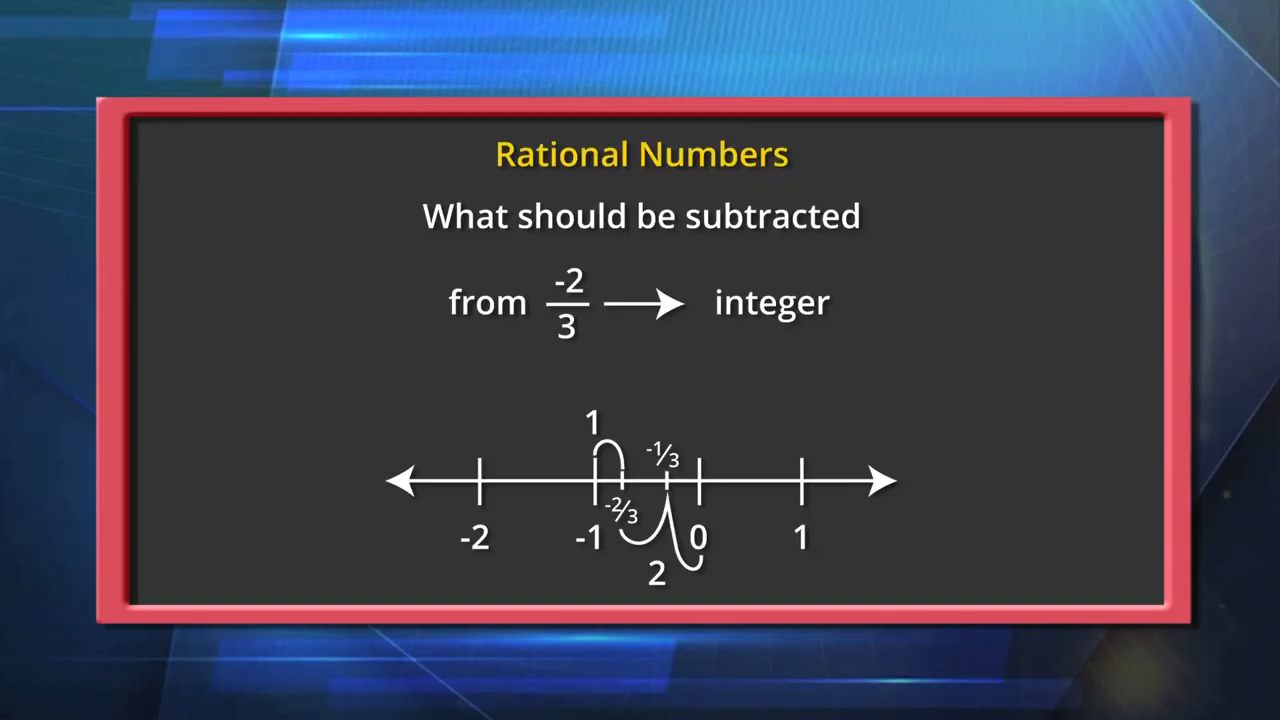 Rational Numbers
What should be subtracted
from -2/3 → integer
1
-1/3
-2/3
-2 -1 0 1
2